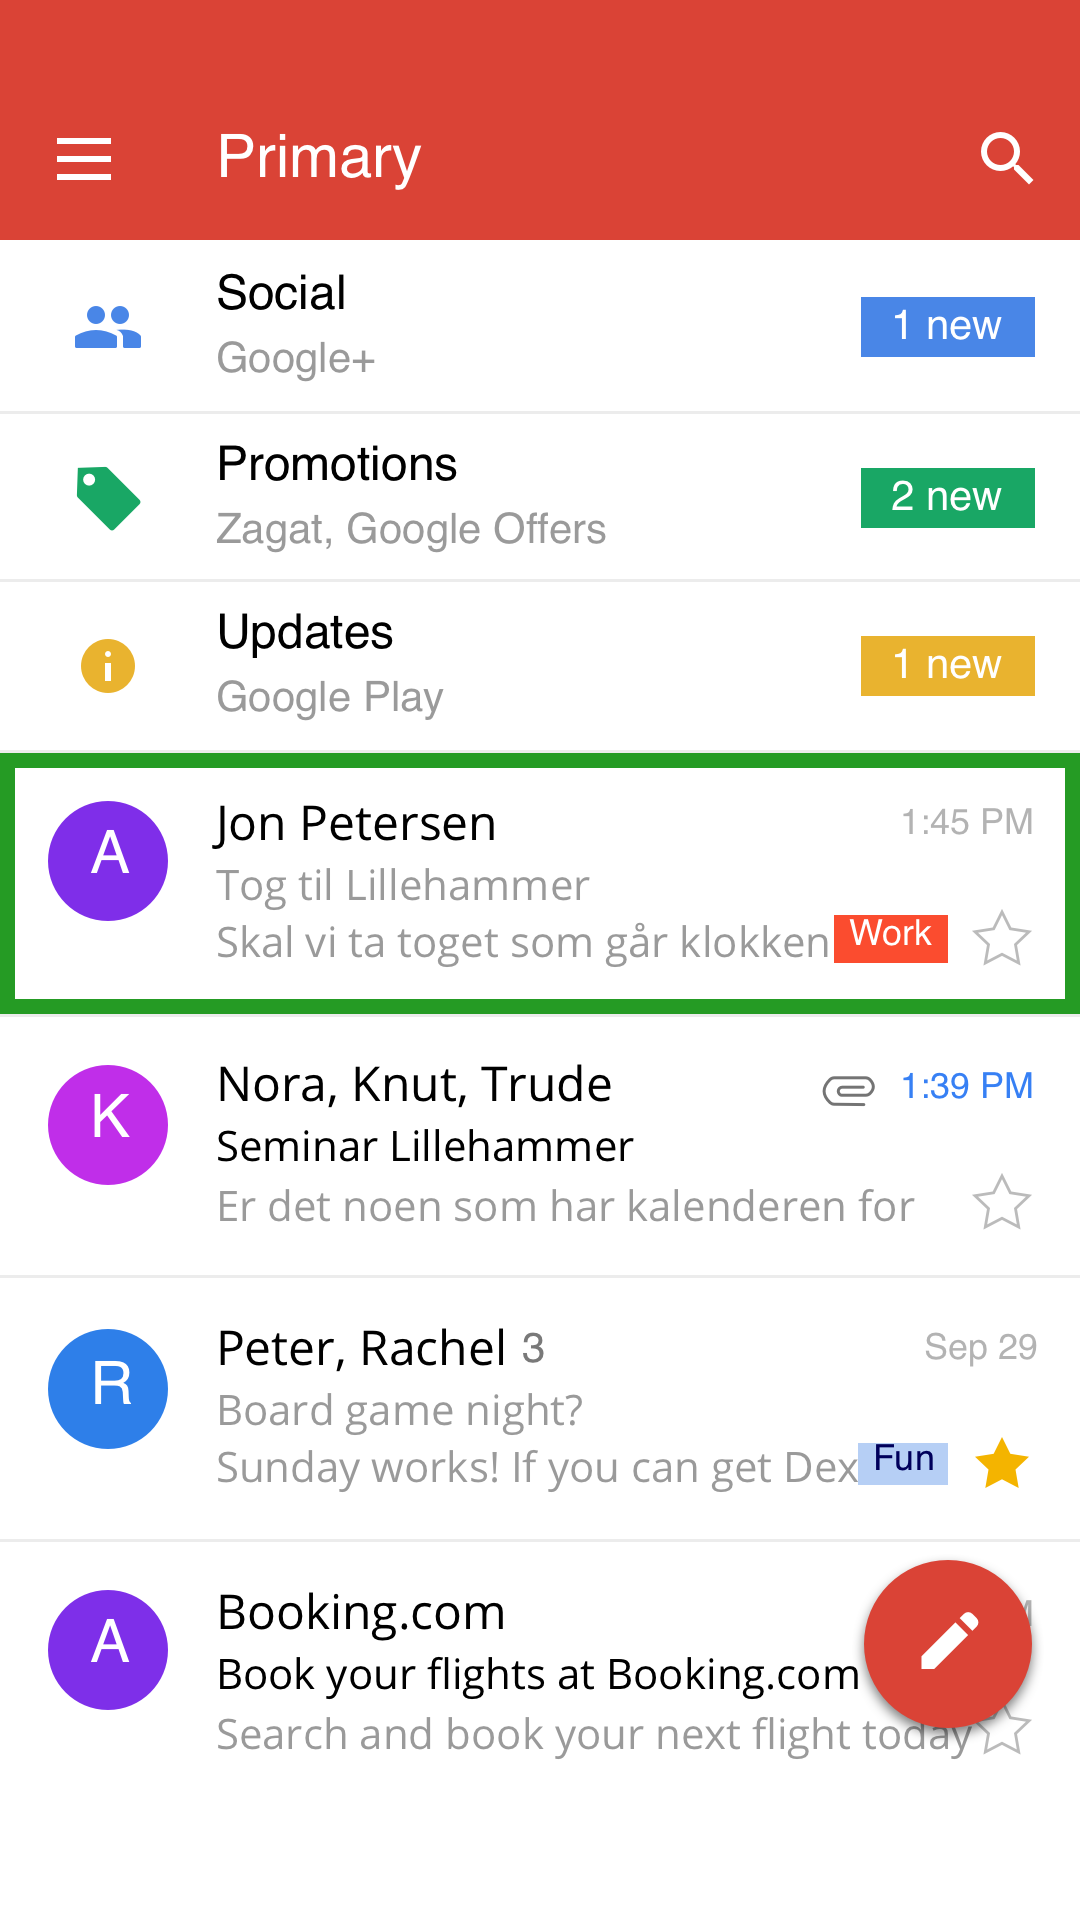 Primary
Social
Google+
1 new
Promotions
Zagat, Google Offers
2 new
Updates
Google Play
1 new
A
Jon Petersen
1:45 PM
Tog til Lillehammer
Skal vi ta toget som går klokken
Work
K
Nora, Knut, Trude
1:39 PM
Seminar Lillehammer
Er det noen som har kalenderen for
R
Peter, Rachel 3
Sep 29
Board game night?
Sunday works! If you can get Dex
Fun
A
Booking.com
Book your flights at Booking.com
Search and book your next flight today